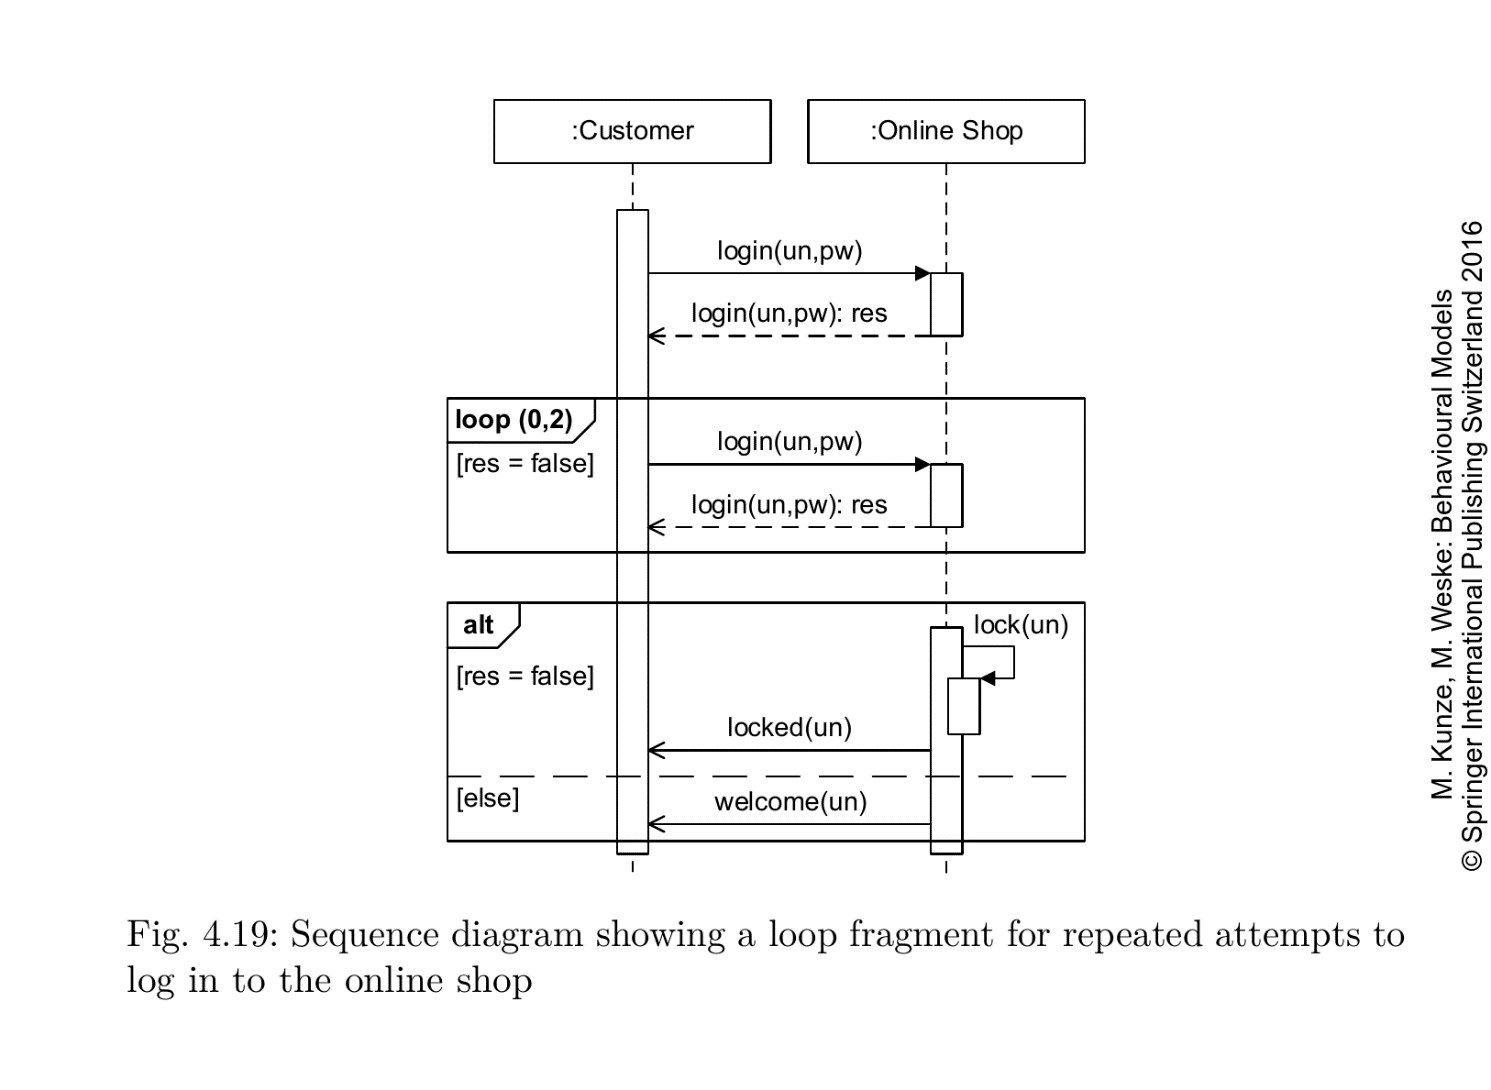 :Customer
:Online Shop
login(un,pw)
login(un,pw): res
loop (0,2)
[res = false]
login(un,pw)
login(un,pw): res
alt
[res = false]
lock(un)
locked(un)
[else]
welcome(un)
Fig. 4.19: Sequence diagram showing a loop fragment for repeated attempts to
log in to the online shop
M. Kunze, M. Weske: Behavioural Models
© Springer International Publishing Switzerland 2016